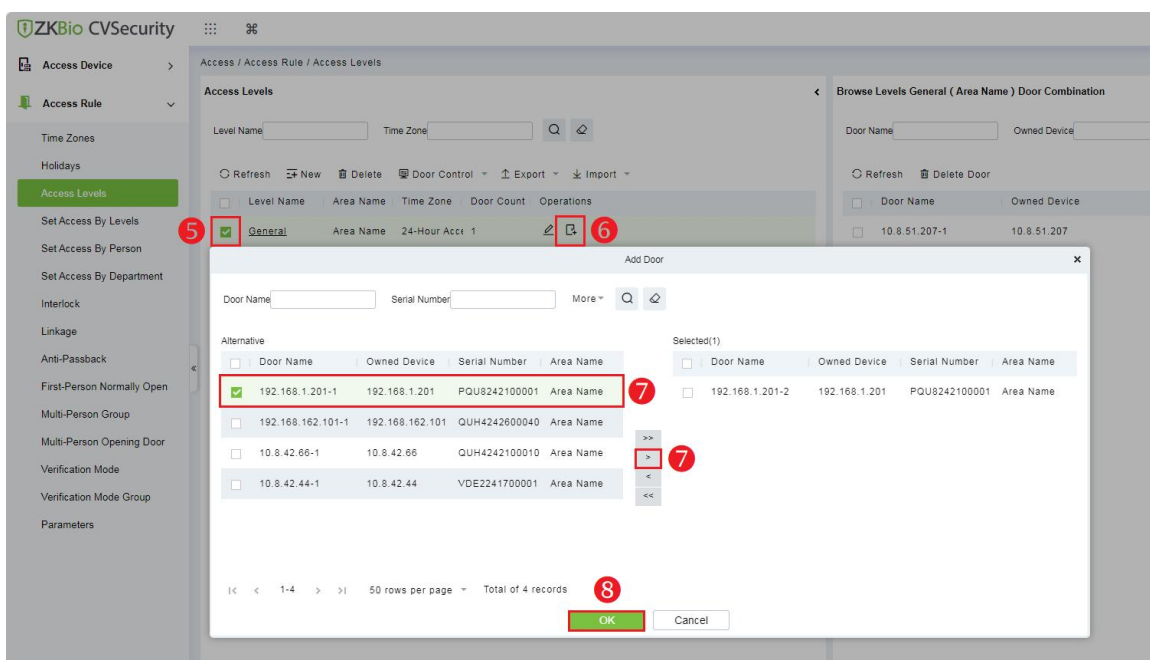 ZKBio CVSecurity
Access Device
Access Rule
Time Zones
Holidays
Access Levels
Set Access By Levels
Set Access By Person
Set Access By Department
Interlock
Linkage
Anti-Passback
First-Person Normally Open
Multi-Person Group
Multi-Person Opening Door
Verification Mode
Verification Mode Group
Parameters
Access / Access Rule / Access Levels
Access Levels
Level Name Time Zone
Refresh New Delete Door Control Export Import
Level Name Area Name Time Zone Door Count Operations
5 General Area Name 24-Hour Acce 1 6
Browse Levels General ( Area Name ) Door Combination
Door Name Owned Device
Refresh Delete Door
Door Name Owned Device
10.8.51.207-1 10.8.51.207
Add Door
Door Name Serial Number More
Alternative
Door Name Owned Device Serial Number Area Name
192.168.1.201-1 192.168.1.201 PQU8242100001 Area Name 7
192.168.162.101-1 192.168.162.101 QUH4242600040 Area Name
10.8.42.66-1 10.8.42.66 QUH4242100010 Area Name
10.8.42.44-1 10.8.42.44 VDE2241700001 Area Name
>>
> 7
<
<<
Selected(1)
Door Name Owned Device Serial Number Area Name
192.168.1.201-2 192.168.1.201 PQU8242100001 Area Name
1-4 50 rows per page Total of 4 records
8
OK Cancel